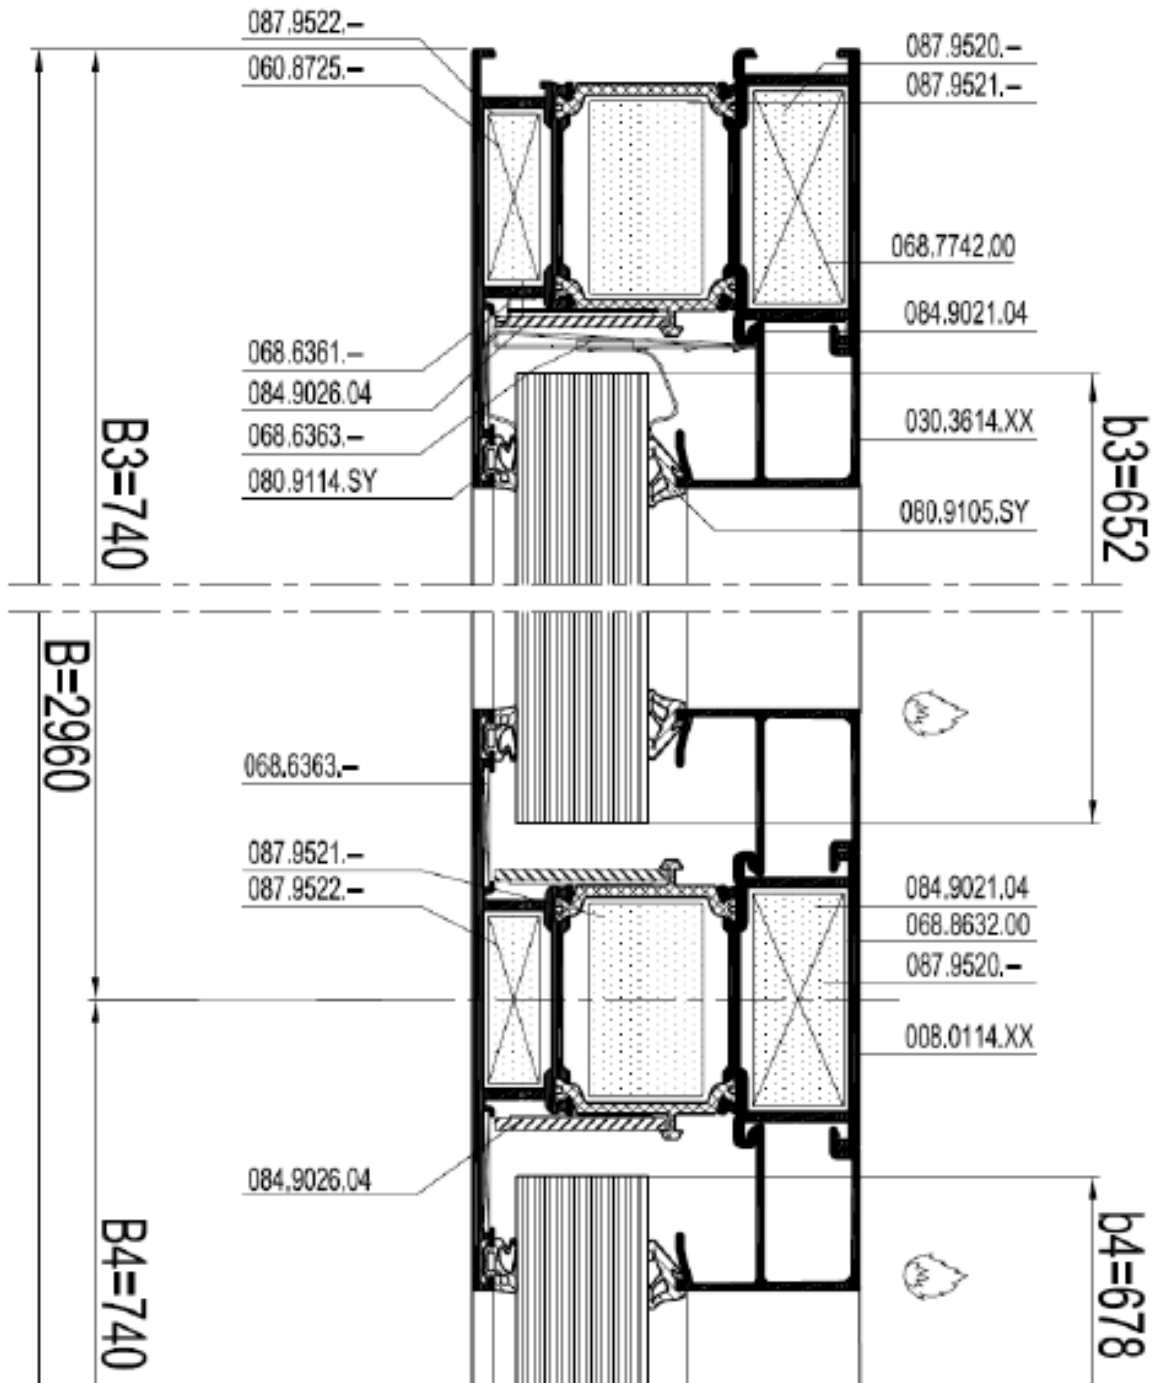 087.9522.–
060.8725.–
087.9520.–
087.9521.–
068.7742.00
084.9021.04
068.6361.–
084.9026.04
068.6363.–
080.9114.SY
030.3614.XX
080.9105.SY
B3=740
b3=652
B=2960
068.6363.–
087.9521.–
087.9522.–
084.9021.04
068.8632.00
087.9520.–
008.0114.XX
084.9026.04
B4=740
b4=678